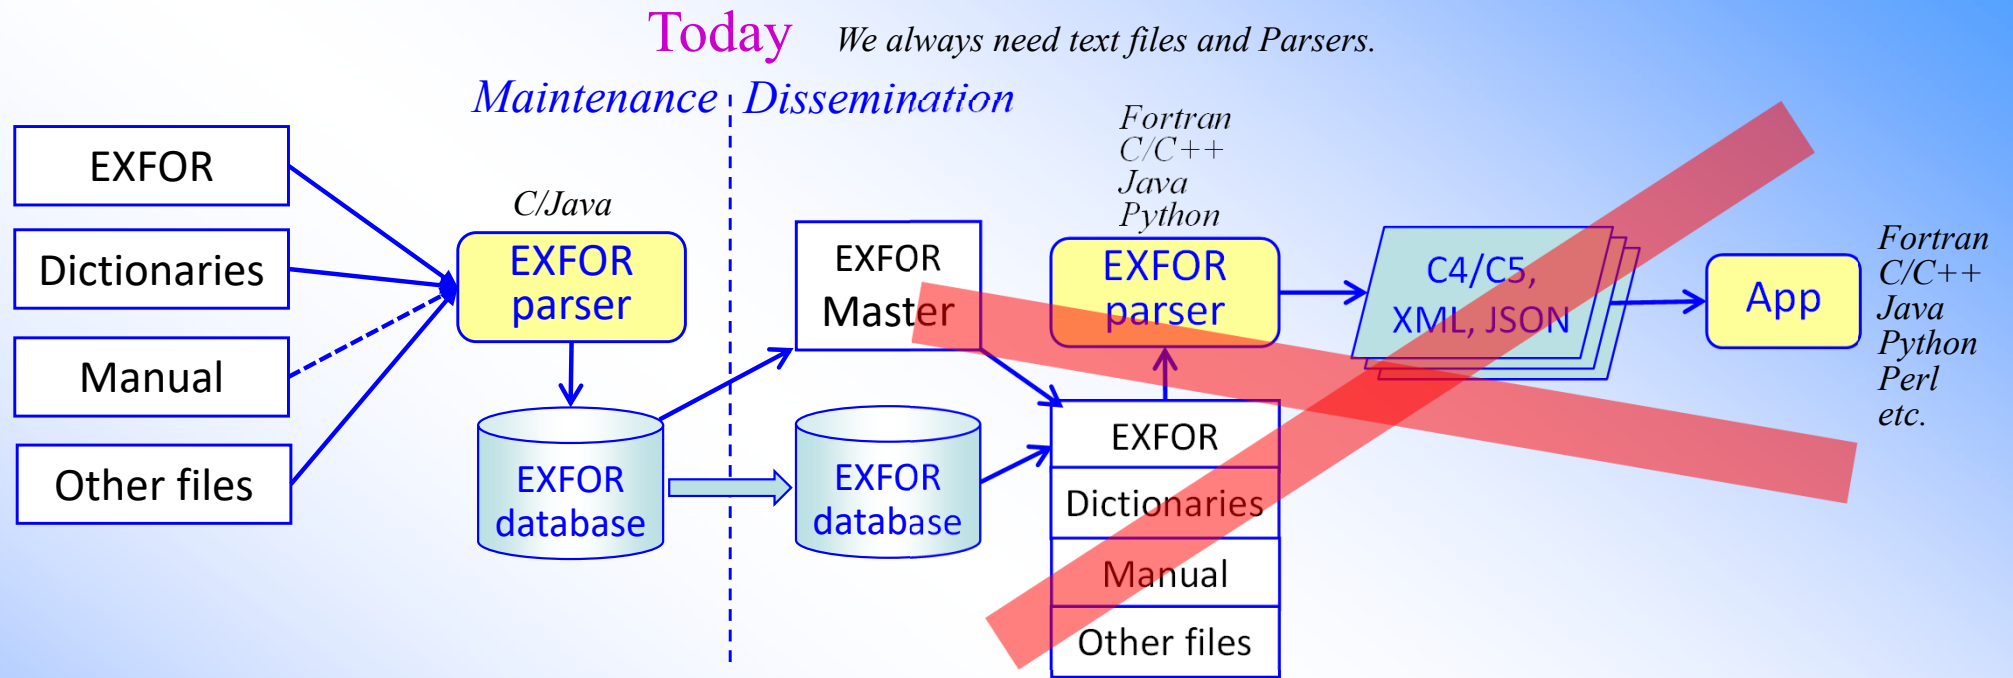 Today
We always need text files and Parsers.
Maintenance
Dissemination
EXFOR
Dictionaries
Manual
Other files
C/Java
EXFOR
parser
EXFOR
database
EXFOR
Master
EXFOR
database
Fortran
C/C++
Java
Python
EXFOR
parser
EXFOR
Dictionaries
Manual
Other files
C4/C5,
XML, JSON
App
Fortran
C/C++
Java
Python
Perl
etc.